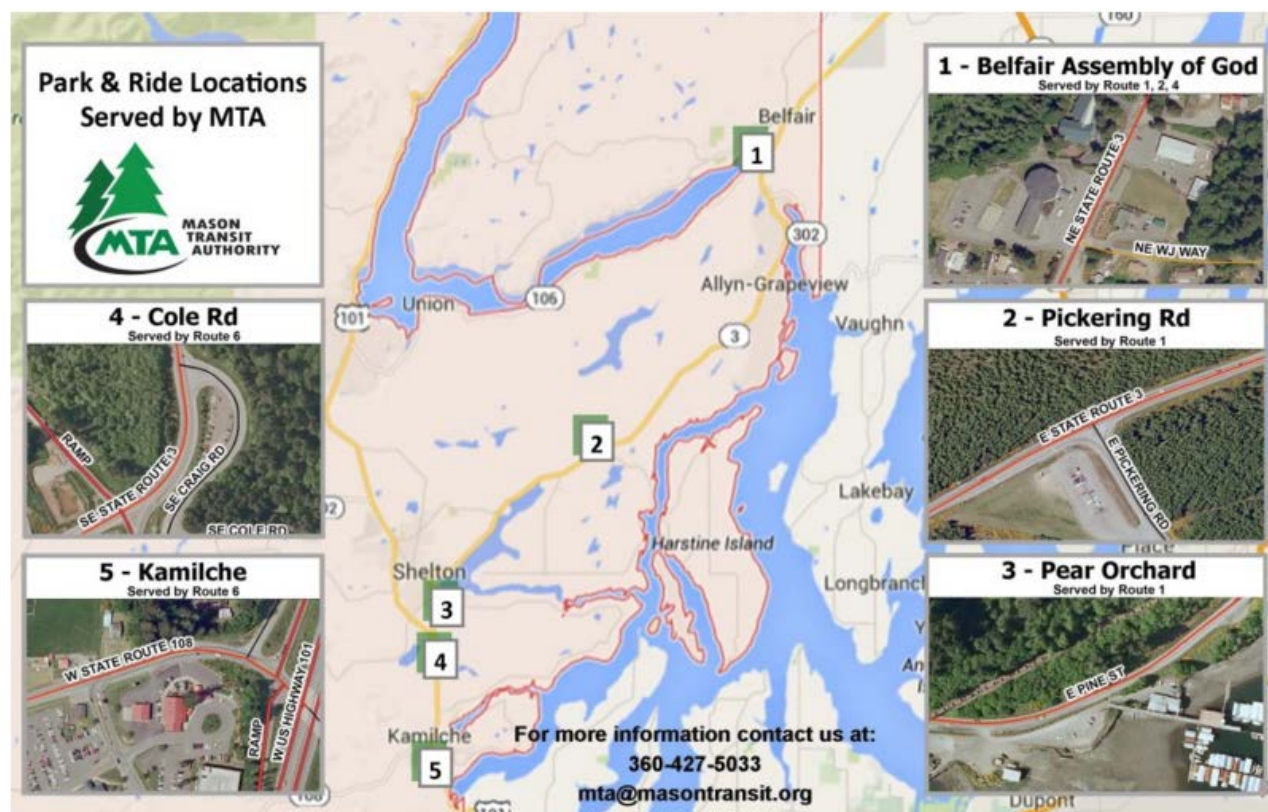 Park & Ride Locations
Served by MTA
MTA
MASON
TRANSIT
AUTHORITY
4 - Cole Rd
Served by Route 6
RAMP
SE STATE ROUTE 3
SE CRAIG RD
SE COLE RD
5 - Kamilche
Served by Route 6
W STATE ROUTE 108
RAMP
W US HIGHWAY 101
160
Belfair
1
302
Allyn-Grapeview
Union
106
101
Vaughn
3
2
Lakebay
Harstine Island
Shelton
Longbranch
3
4
Kamilche
5
For more information contact us at:
360-427-5033
mta@masontransit.org
108
101
Dupont
1 - Belfair Assembly of God
Served by Route 1, 2, 4
NE STATE ROUTE 3
NE WJ WAY
2 - Pickering Rd
Served by Route 1
E STATE ROUTE 3
E PICKERING RD
Place
3 - Pear Orchard
Served by Route 1
E PINE ST